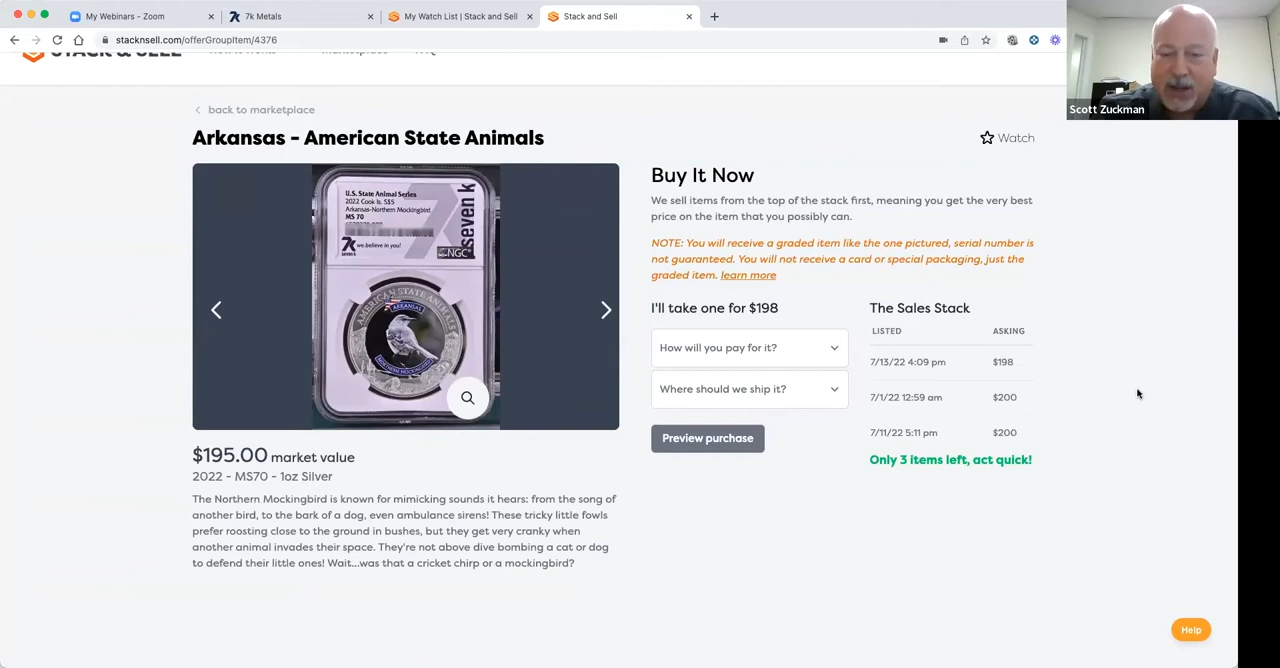 My Webinars - Zoom
7k Metals
My Watch List | Stack and Sell
Stack and Sell
stacknsell.com/offerGroupItem/4376
Scott Zuckman
STACK & SELL
back to marketplace
Arkansas - American State Animals
Watch
U.S. State Animal Series
2022 Cook Is. S$5
Arkansas-Northern Mockingbird
MS 70
7K we believe in you!
NGC
seven k
AMERICAN STATE ANIMALS
ARKANSAS
NORTHERN MOCKINGBIRD
$195.00 market value
2022 - MS70 - 1oz Silver
The Northern Mockingbird is known for mimicking sounds it hears: from the song of
another bird, to the bark of a dog, even ambulance sirens! These tricky little fowls
prefer roosting close to the ground in bushes, but they get very cranky when
another animal invades their space. They're not above dive bombing a cat or dog
to defend their little ones! Wait...was that a cricket chirp or a mockingbird?
Buy It Now
We sell items from the top of the stack first, meaning you get the very best
price on the item that you possibly can.
NOTE: You will receive a graded item like the one pictured, serial number is
not guaranteed. You will not receive a card or special packaging, just the
graded item. learn more
I'll take one for $198
How will you pay for it?
Where should we ship it?
Preview purchase
The Sales Stack
LISTED ASKING
7/13/22 4:09 pm $198
7/1/22 12:59 am $200
7/11/22 5:11 pm $200
Only 3 items left, act quick!
Help